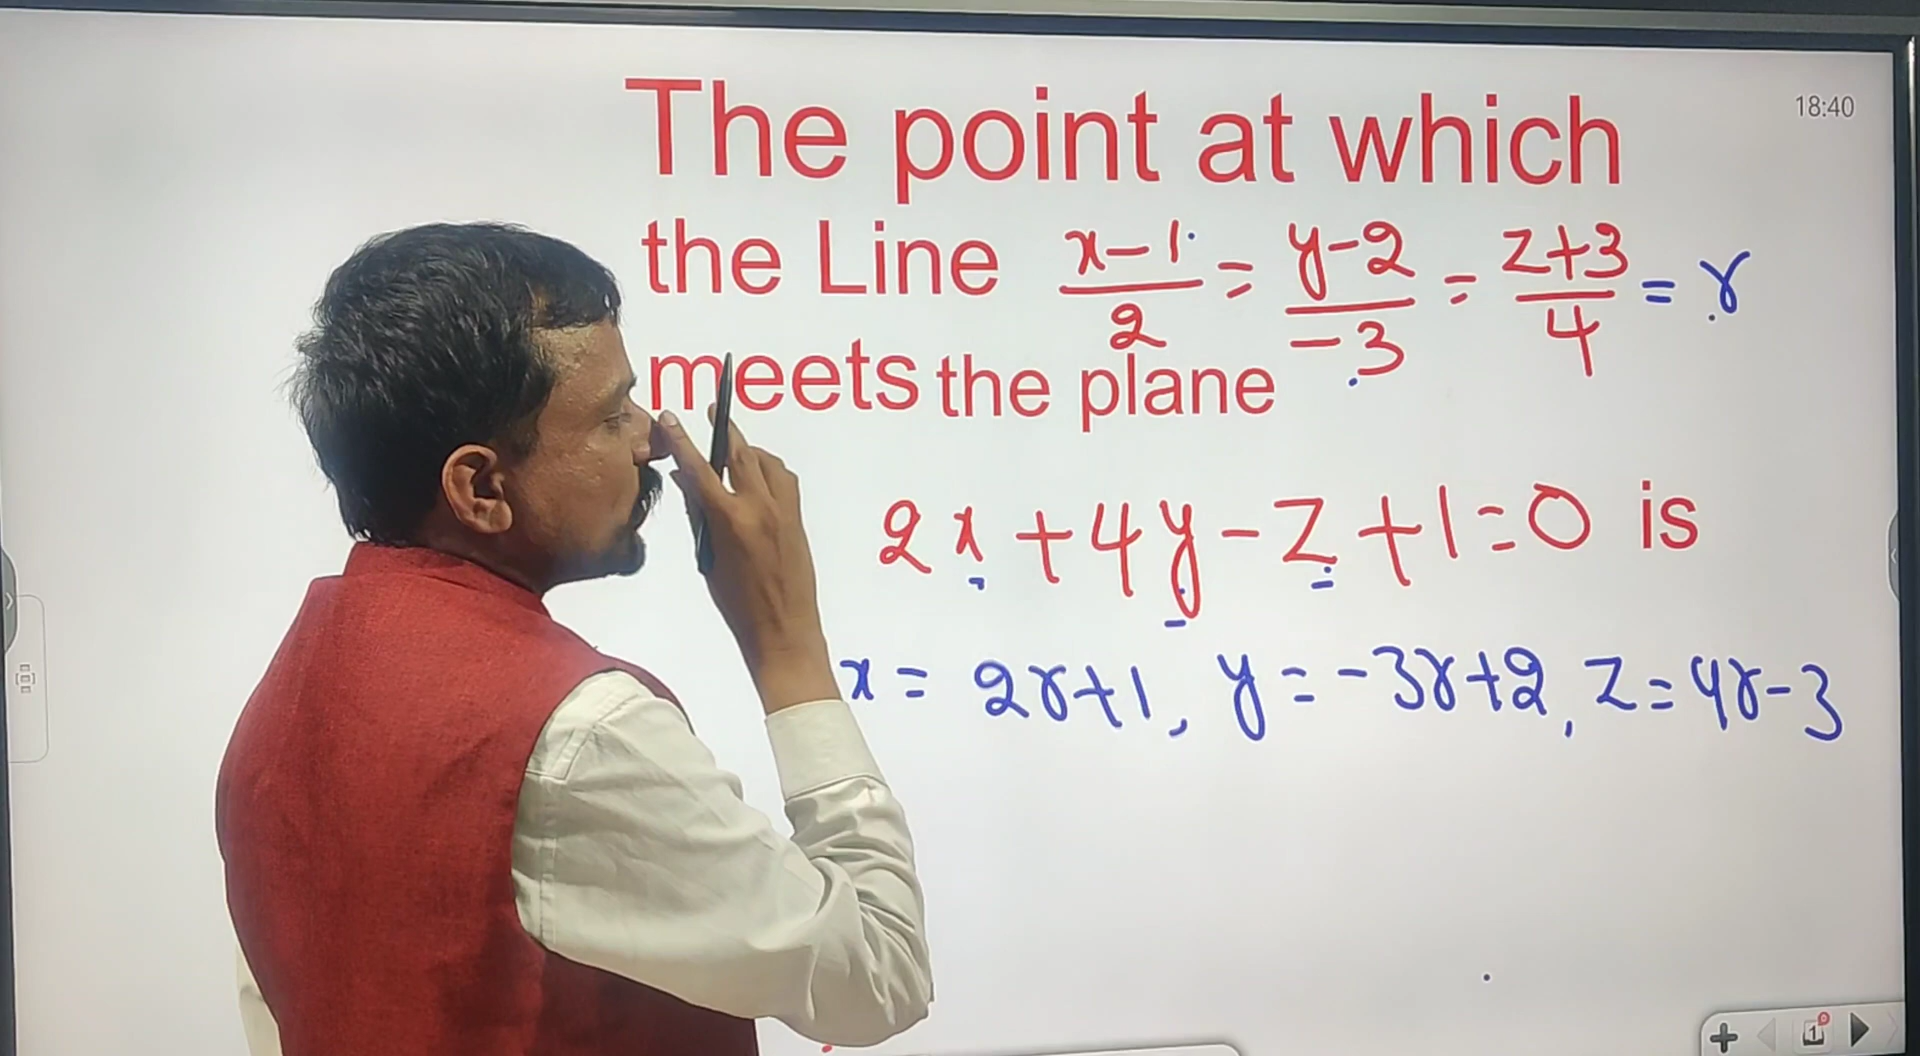 18:40
The point at which
the Line x-1/2 = y-2/-3 = z+3/4 = r
meets the plane
2x+4y-z+1=0 is
x = 2r+1, y = -3r+2, z = 4r-3
1